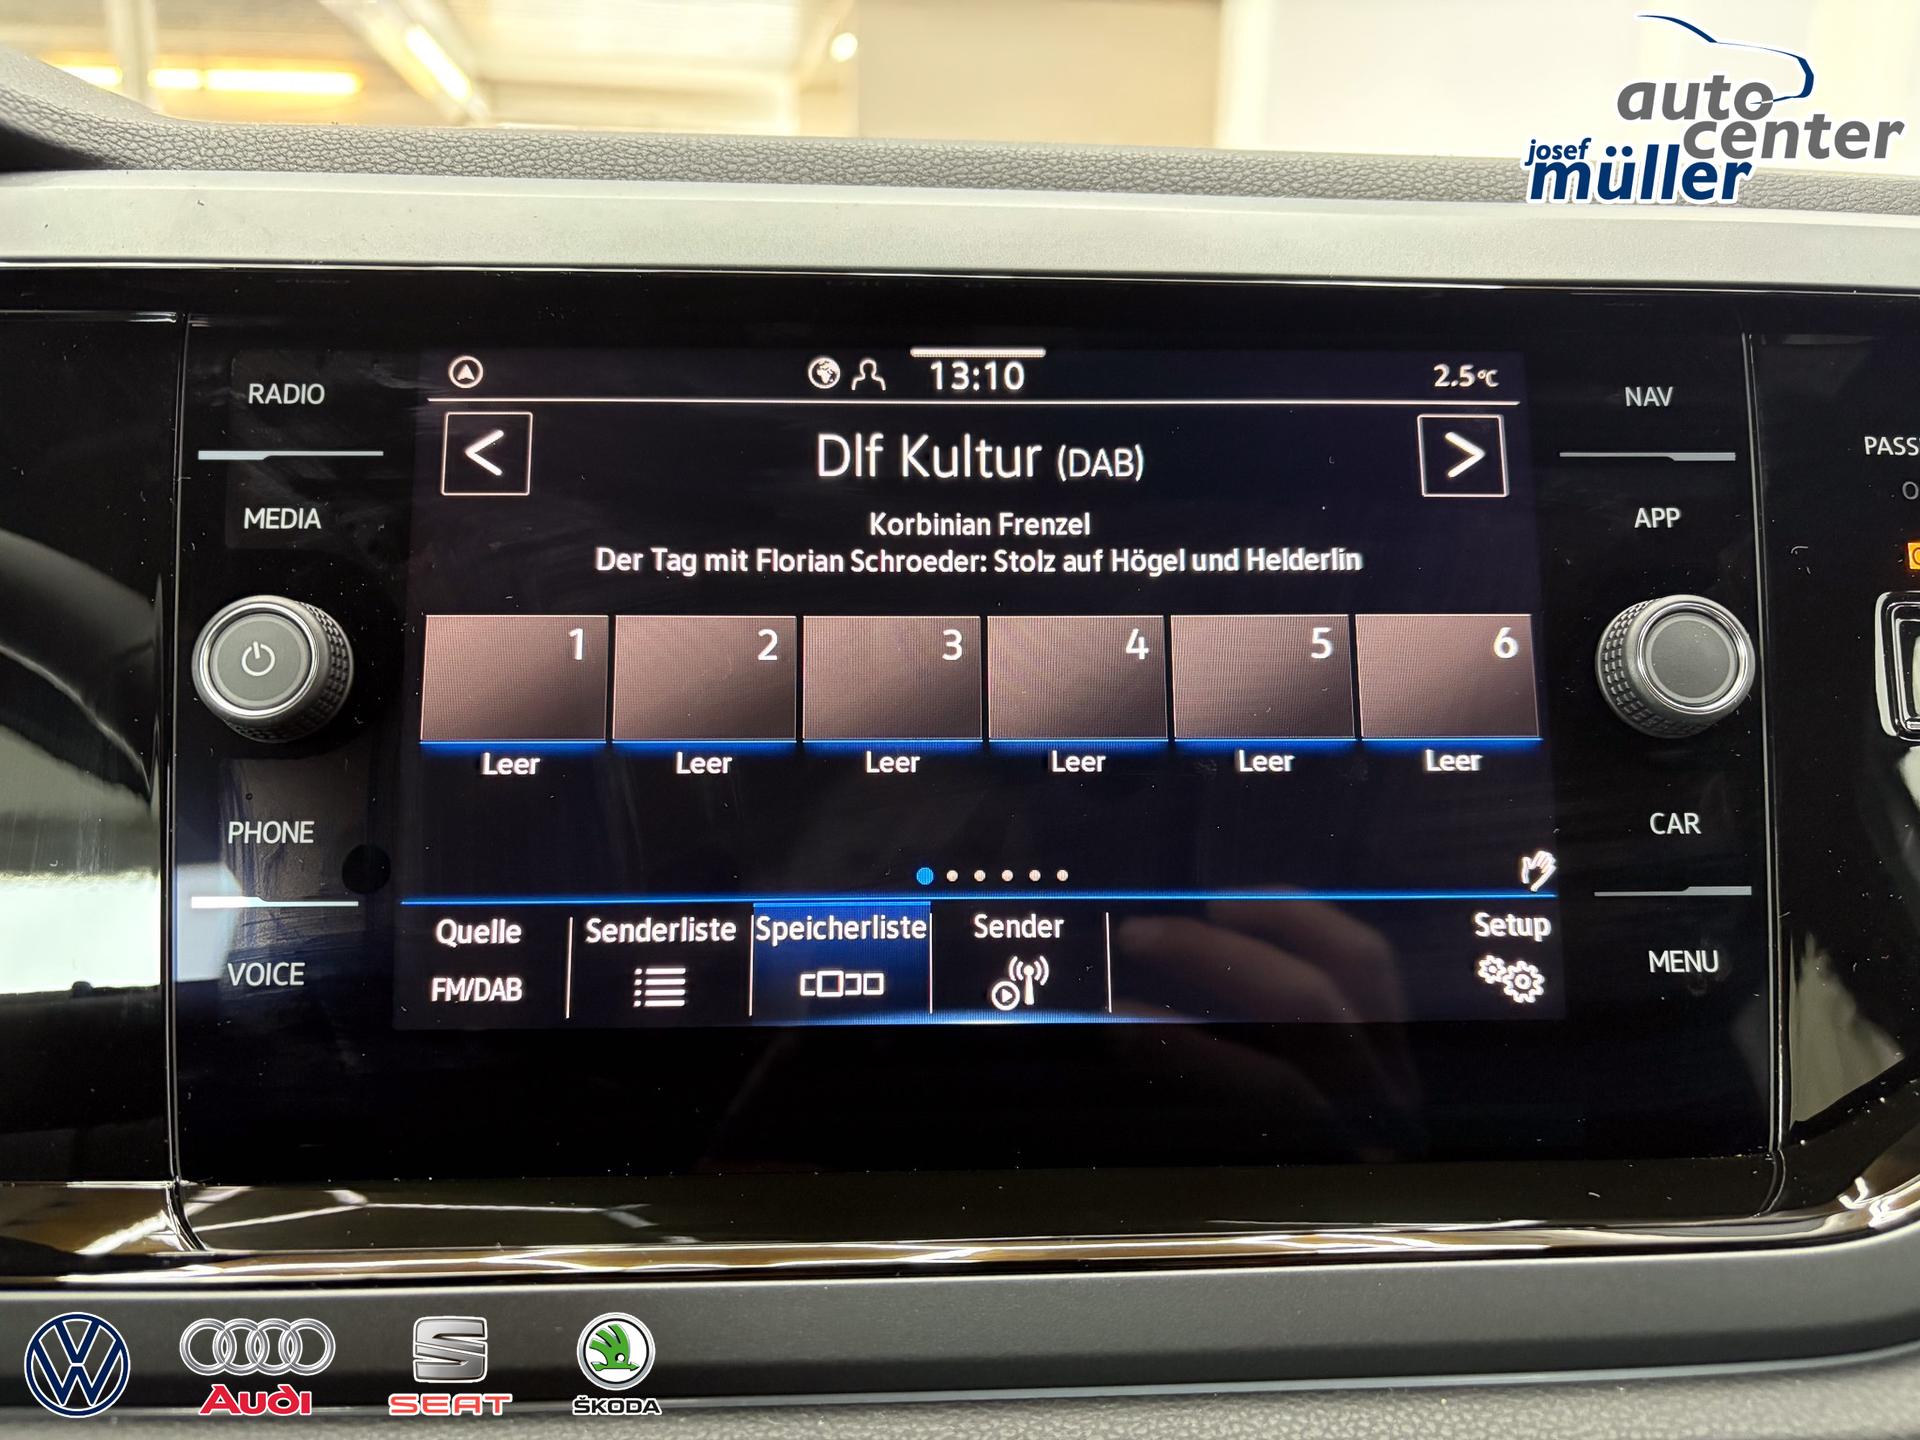 auto
center
josef
müller
RADIO
MEDIA
PHONE
VOICE
13:10
2.5°C
<
Dlf Kultur (DAB)
>
Korbinian Frenzel
Der Tag mit Florian Schroeder: Stolz auf Högel und Helderlin
1 2 3 4 5 6
Leer Leer Leer Leer Leer Leer
Quelle Senderliste Speicherliste Sender Setup
FM/DAB
NAV
APP
CAR
MENU
Audi SEAT ŠKODA